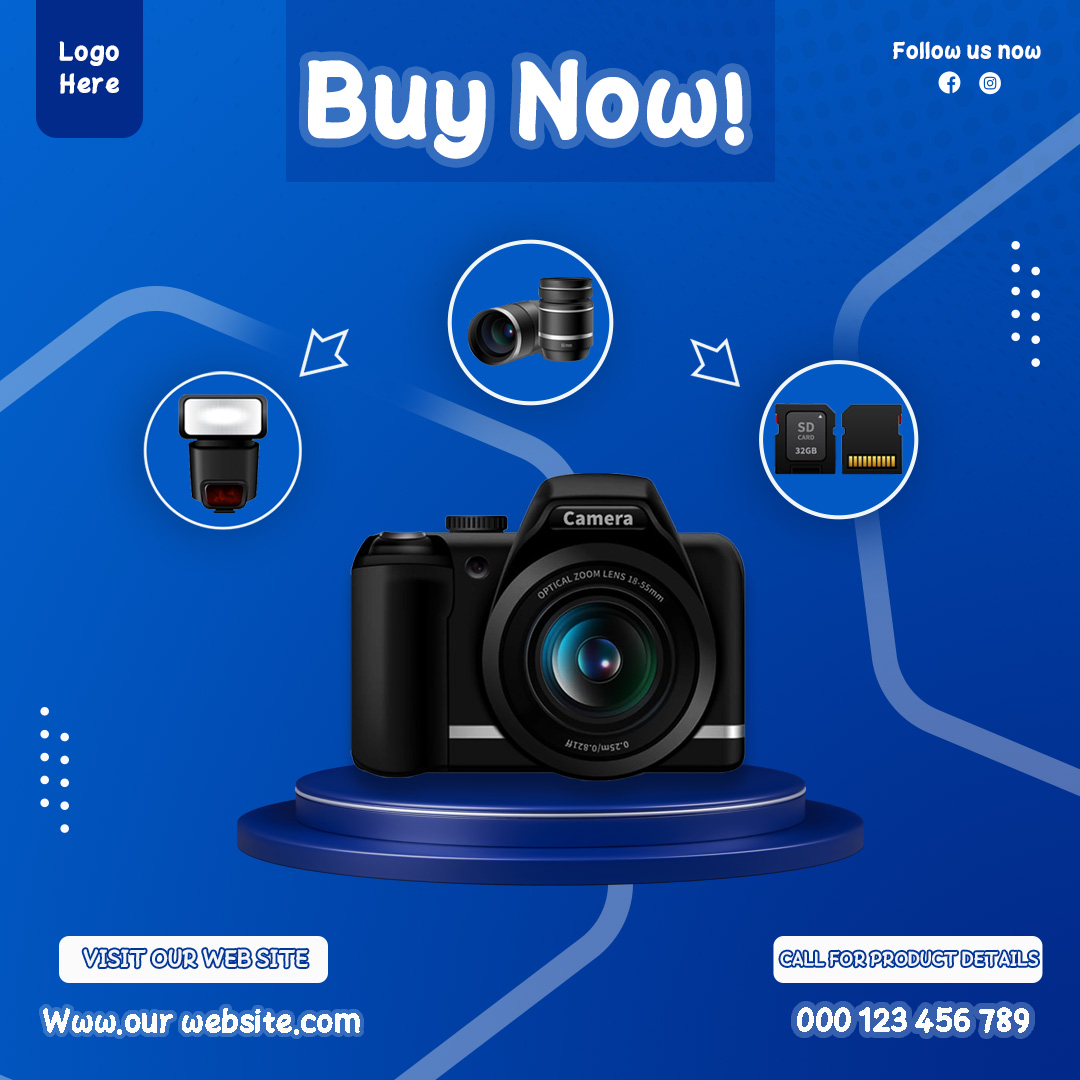 Logo
Here
Buy Now!
Follow us now
SD
CARD
32GB
Camera
OPTICAL ZOOM LENS 18-55mm
0.25m/0.821ff
VISIT OUR WEB SITE
CALL FOR PRODUCT DETAILS
Www.our website.com
000 123 456 789